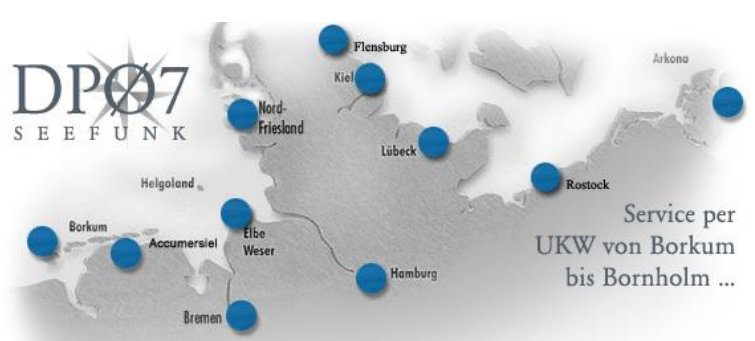 DPØ7
SEEFUNK
Flensburg
Kiel
Arkona
Nord-
Friesland
Lübeck
Rostock
Helgoland
Borkum
Accumersiel
Elbe
Weser
Hamburg
Bremen
Service per
UKW von Borkum
bis Bornholm ...